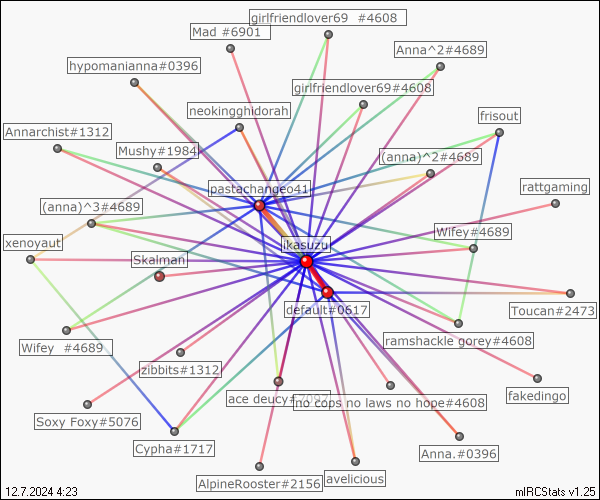 girlfriendlover69 #4608
Mad #6901
Anna^2#4689
hypomanianna#0396
girlfriendlover69#4608
neokingghidorah
frisout
Annarchist#1312
Mushy#1984
(anna)^2#4689
pastachangeo41
rattgaming
(anna)^3#4689
Wifey#4689
xenoyaut
ikasuzu
Skalman
default#0617
Toucan#2473
ramshackle gorey#4608
Wifey #4689
zibbits#1312
fakedingo
ace deucy
no cops no laws no hope#4608
Soxy Foxy#5076
Cypha#1717
Anna.#0396
AlpineRooster#2156
avelicious
12.7.2024 4:23
mIRCStats v1.25